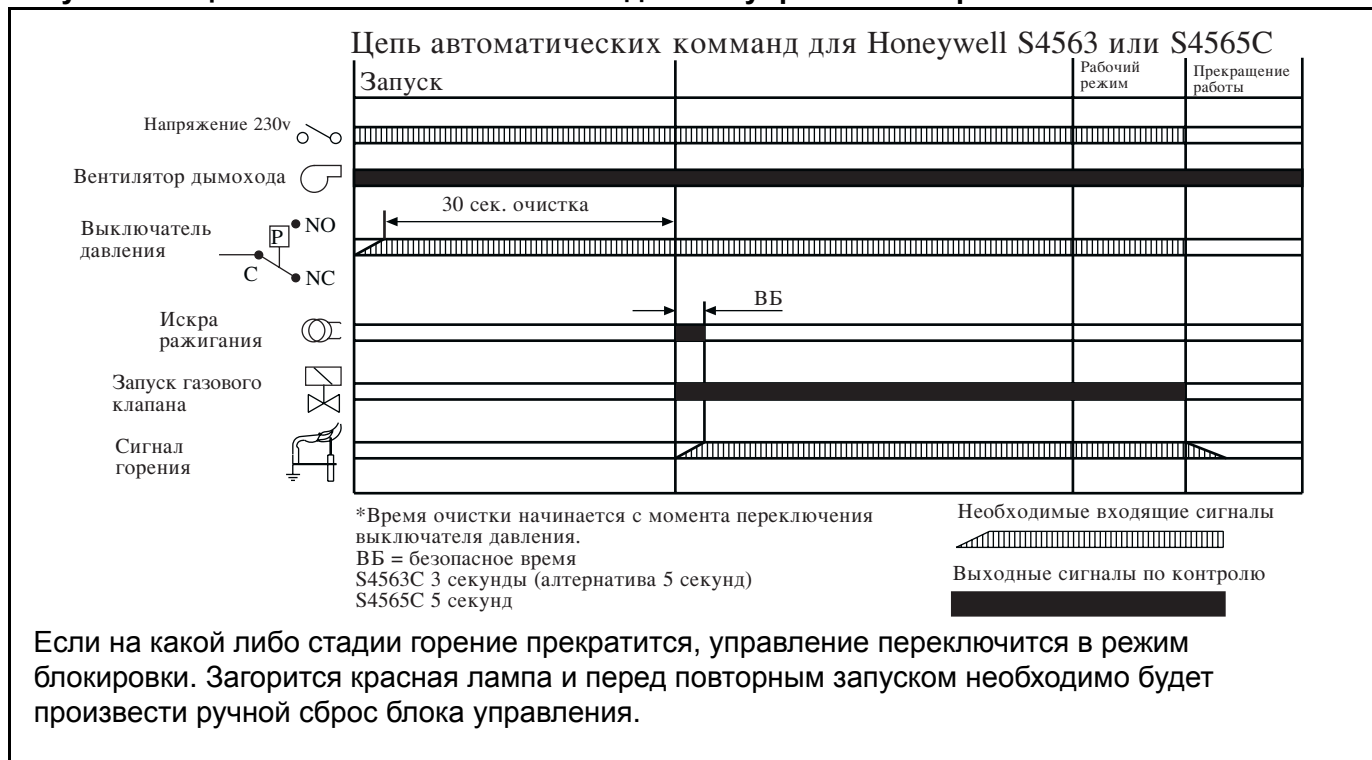 Цепь автоматических комманд для Honeywell S4563 или S4565C
Запуск
Рабочий
режим
Прекращение
работы
Напряжение 230v
Вентилятор дымохода
30 сек. очистка
Выключатель
давления
P
NO
C
NC
ВБ
Искра
ражигания
Запуск газового
клапана
Сигнал
горения
*Время очистки начинается с момента переключения
выключателя давления.
ВБ = безопасное время
S4563C 3 секунды (алтернатива 5 секунд)
S4565C 5 секунд
Необходимые входящие сигналы
Выходные сигналы по контролю
Если на какой либо стадии горение прекратится, управление переключится в режим
блокировки. Загорится красная лампа и перед повторным запуском необходимо будет
произвести ручной сброс блока управления.